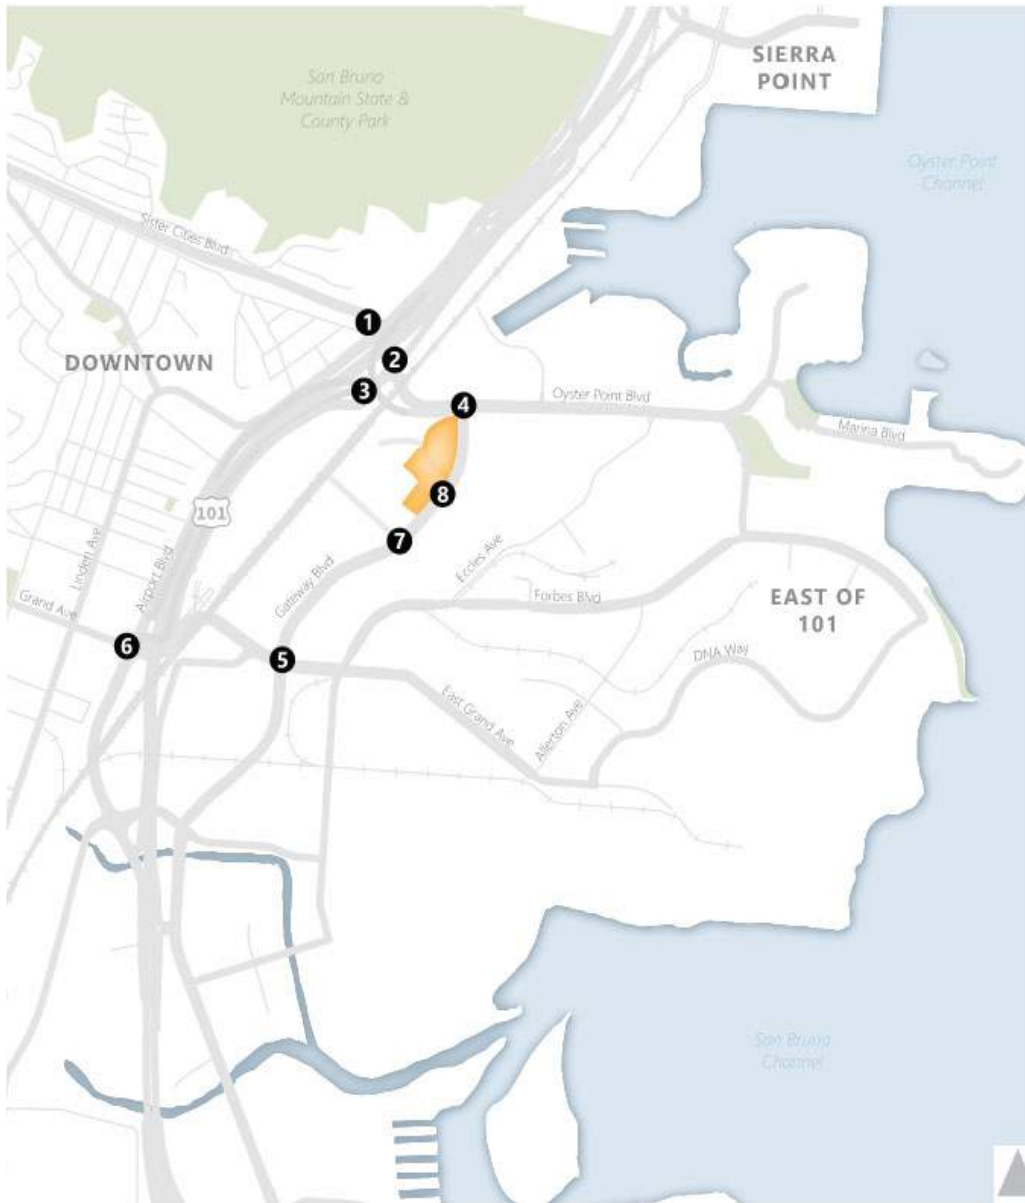 SIERRA
POINT
San Bruno
Mountain State &
County Park
Oyster Point
Channel
Sister Cities Blvd
1
2
DOWNTOWN
3
4
Oyster Point Blvd
Marina Blvd
8
101
7
Linden Ave
Airport Blvd
Gateway Blvd
Eccles Ave
Forbes Blvd
EAST OF
101
Grand Ave
6
5
DNA Way
East Grand Ave
Allerton Ave
San Bruno
Channel